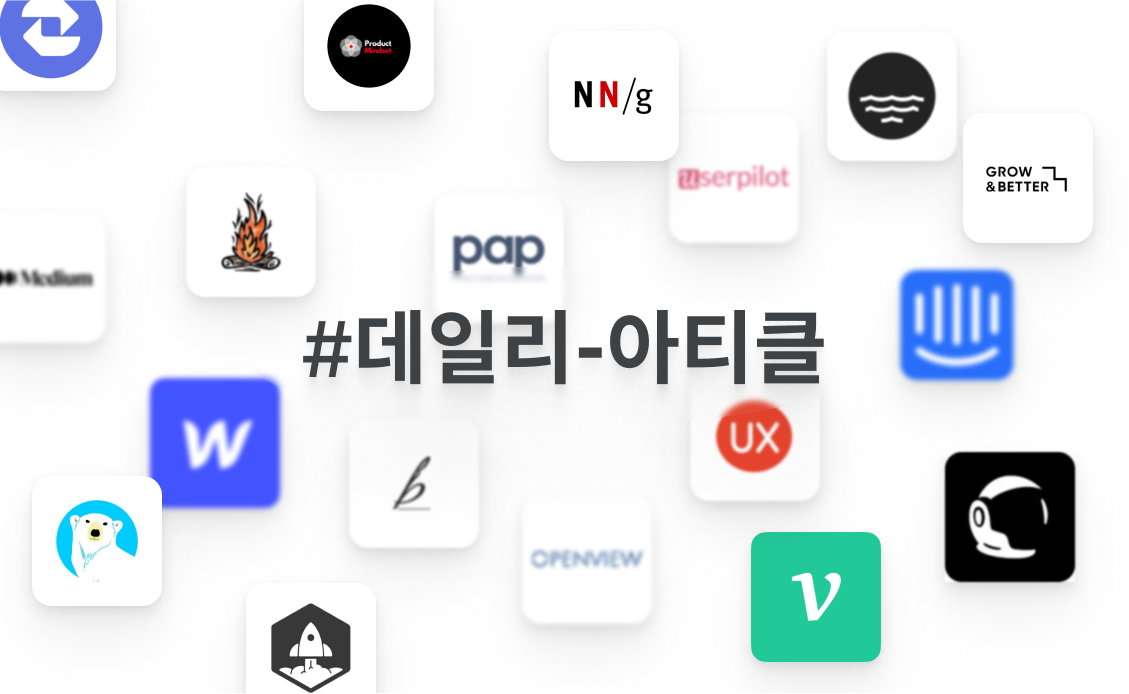 Product
Mindset
NN/g
userpilot
GROW
&BETTER
Medium
pap
#데일리-아티클
W
b
UX
OPENVIEW
v